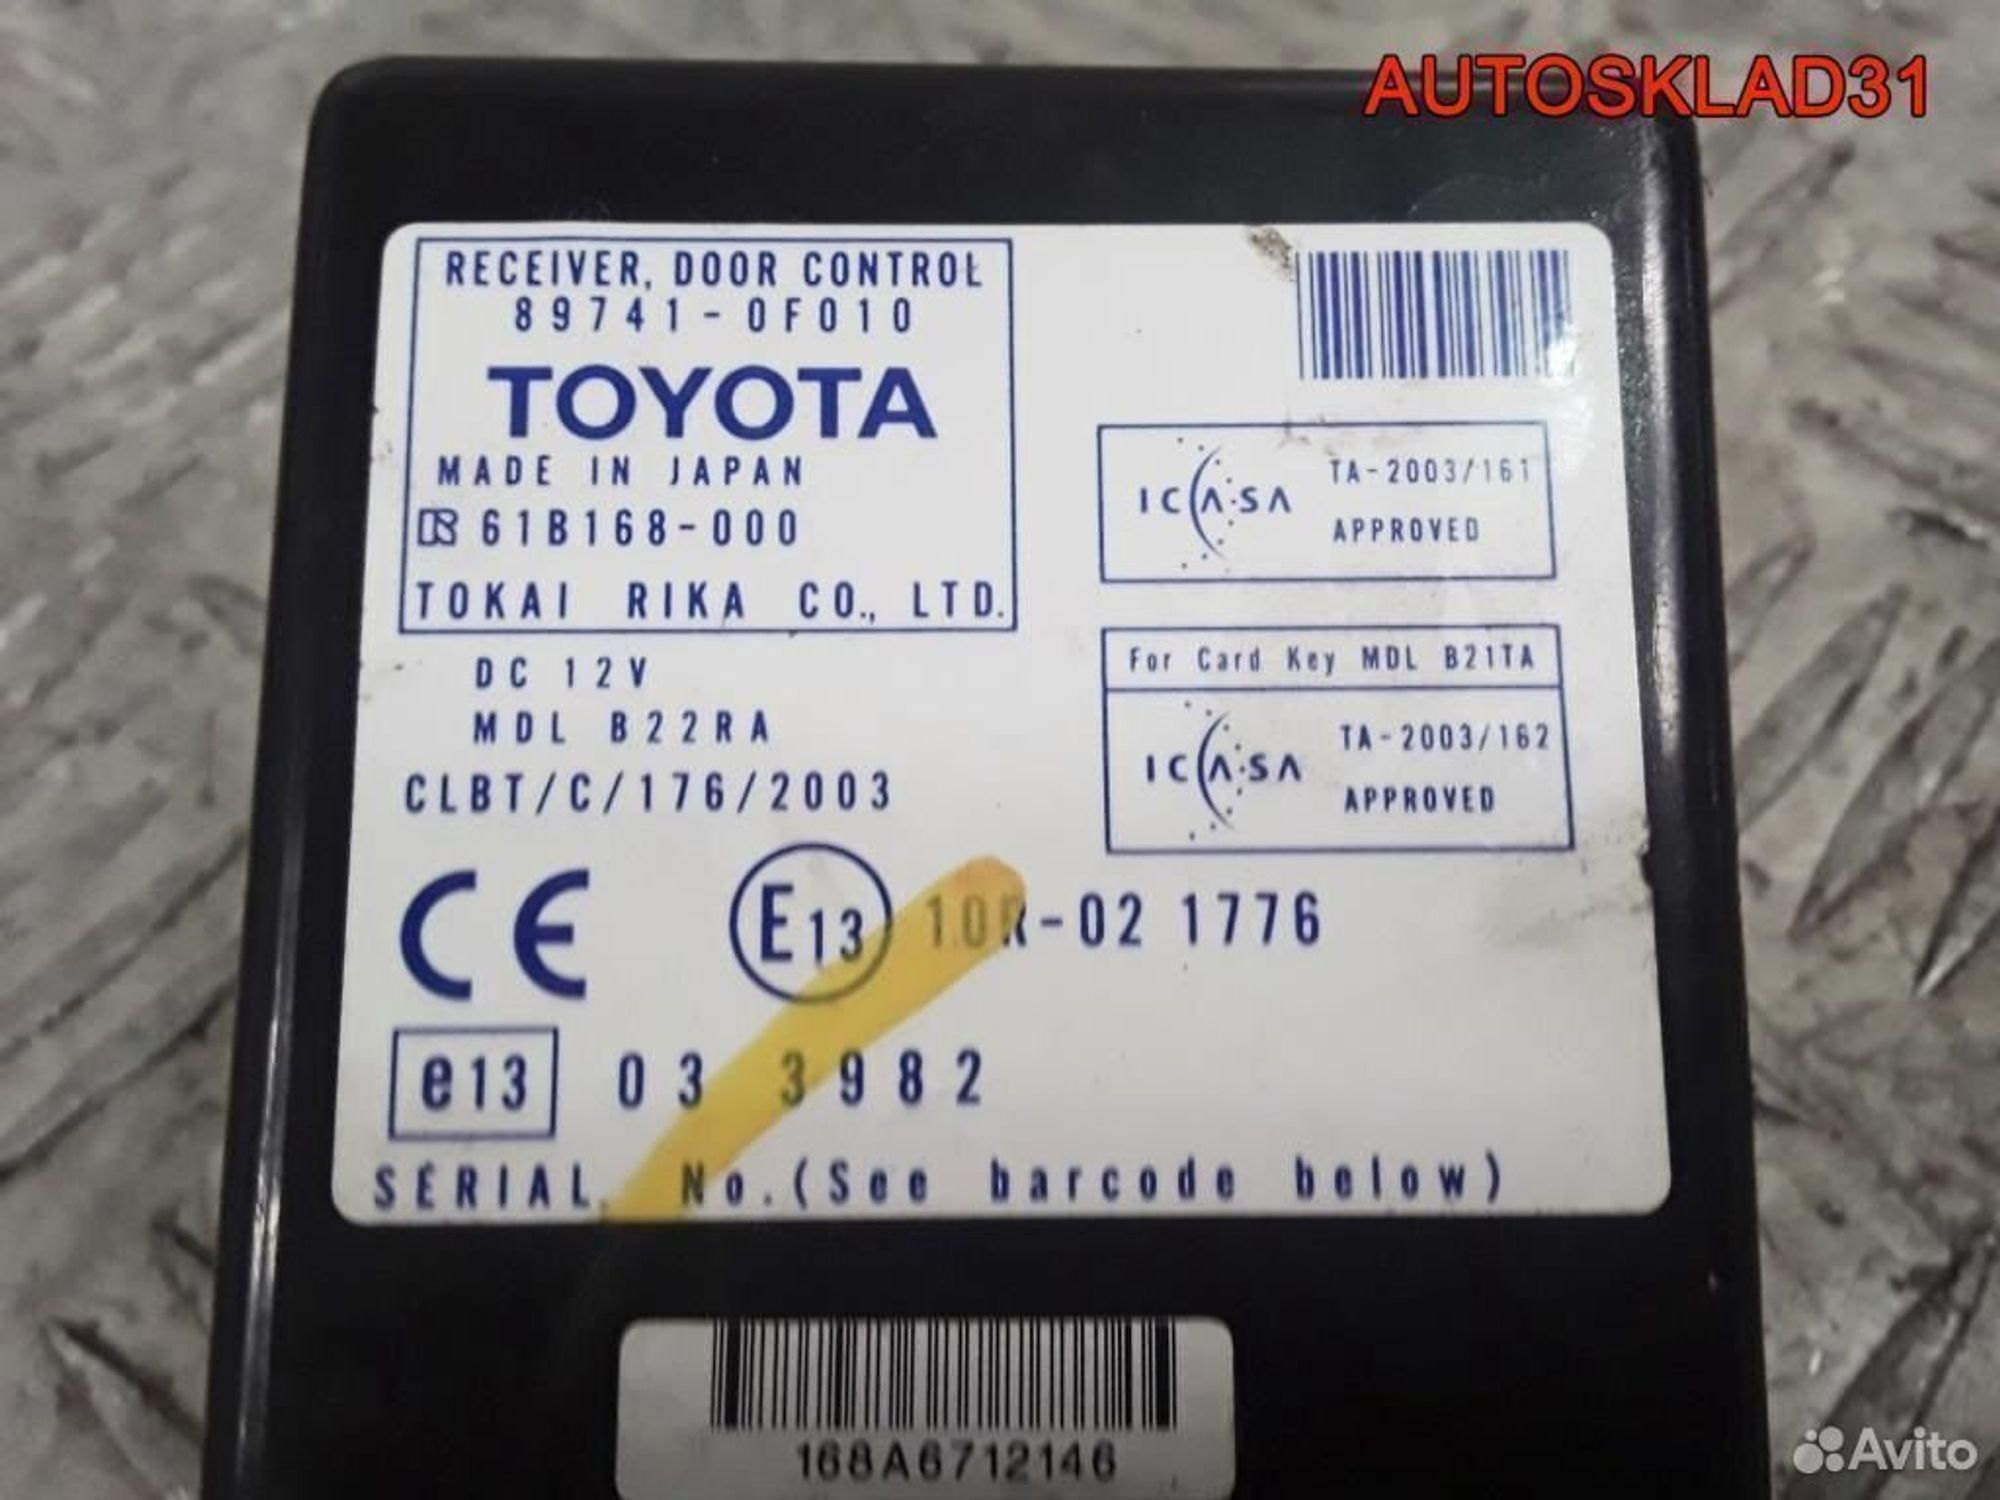 AUTOSKLAD31
RECEIVER, DOOR CONTROL
89741-0F010
TOYOTA
MADE IN JAPAN
R 61B168-000
TOKAI RIKA CO., LTD.
DC 12V
MDL B22RA
CLBT/C/176/2003
CE E13 10R-02 1776
e13 03 3982
SERIAL. No.(See barcode below)
ICASA TA-2003/161
APPROVED
For Card Key MDL B21TA
ICASA TA-2003/162
APPROVED
168A6712146
Avito